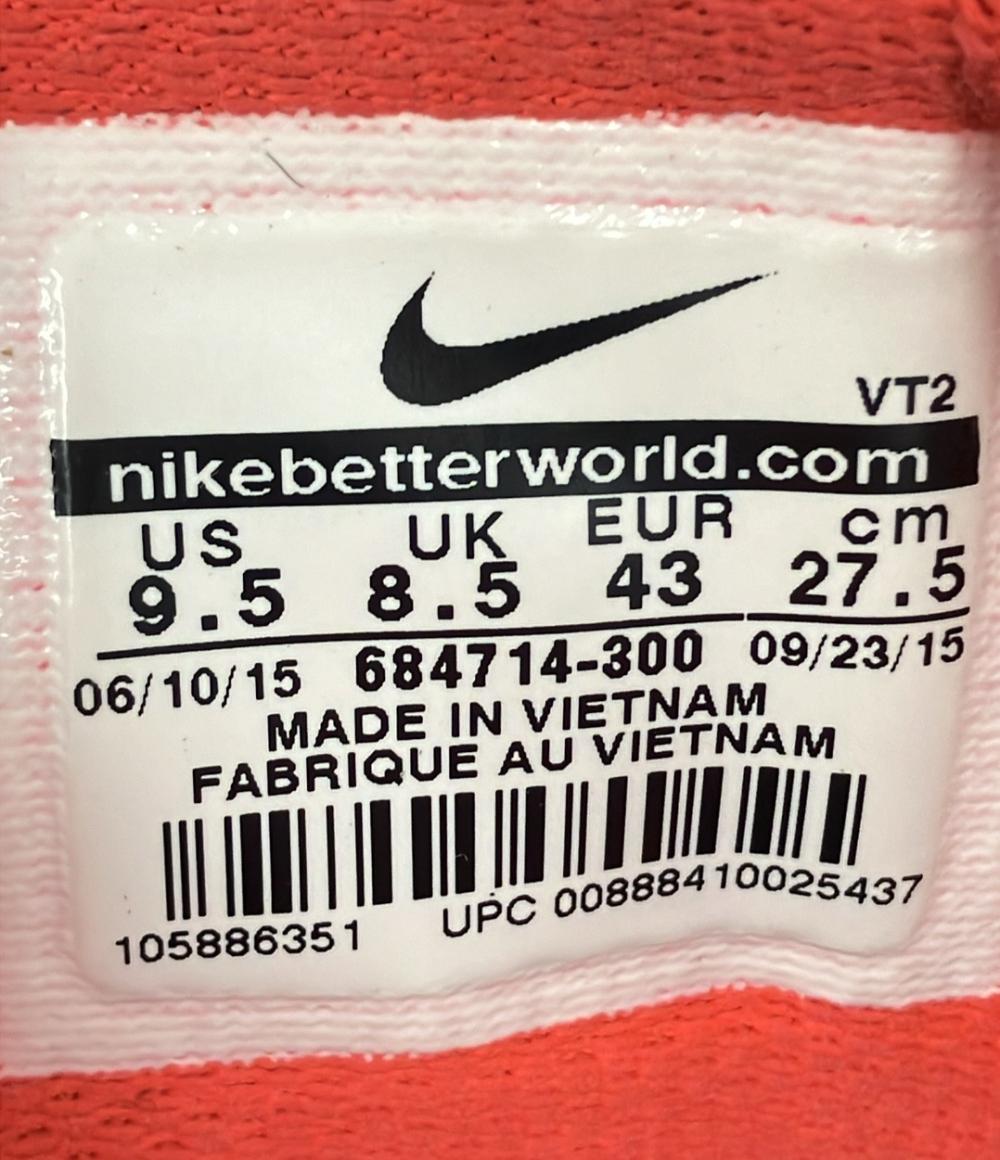 VT2
nikebetterworld.com
US UK EUR cm
9.5 8.5 43 27.5
06/10/15 684714-300 09/23/15
MADE IN VIETNAM
FABRIQUE AU VIETNAM
105886351 UPC 00888410025437